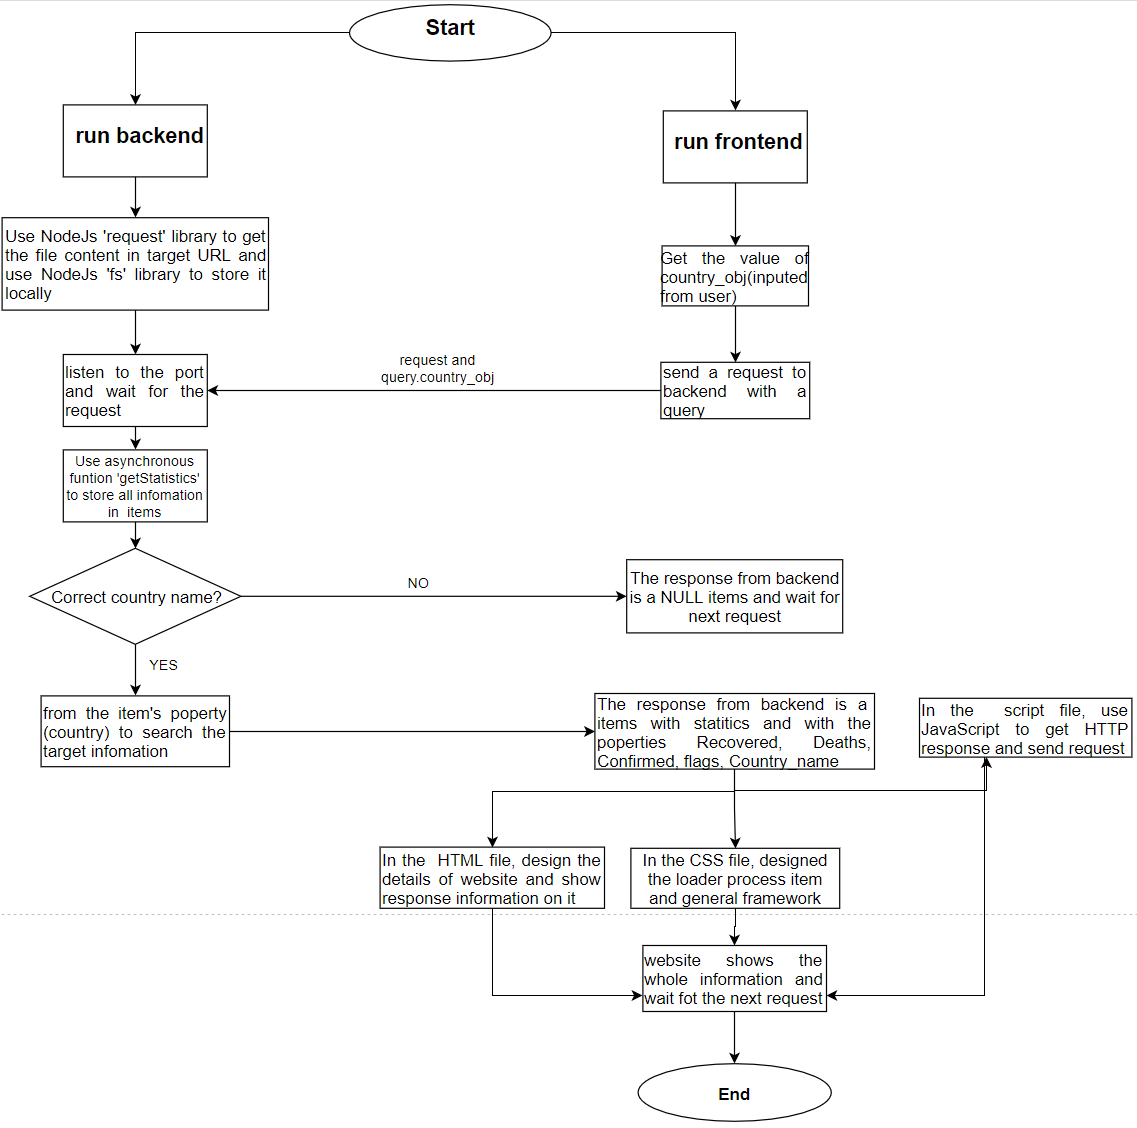 Start
run backend
run frontend
Use NodeJs 'request' library to get
the file content in target URL and
use NodeJs 'fs' library to store it
locally
Get the value of
country_obj(inputed
from user)
listen to the port
and wait for the
request
request and
query.country_obj
send a request to
backend with a
query
Use asynchronous
funtion 'getStatistics'
to store all infomation
in items
Correct country name?
NO
The response from backend
is a NULL items and wait for
next request
YES
from the item's poperty
(country) to search the
target infomation
The response from backend is a
items with statitics and with the
poperties Recovered, Deaths,
Confirmed, flags, Country_name
In the script file, use
JavaScript to get HTTP
response and send request
In the HTML file, design the
details of website and show
response information on it
In the CSS file, designed
the loader process item
and general framework
website shows the
whole information and
wait fot the next request
End